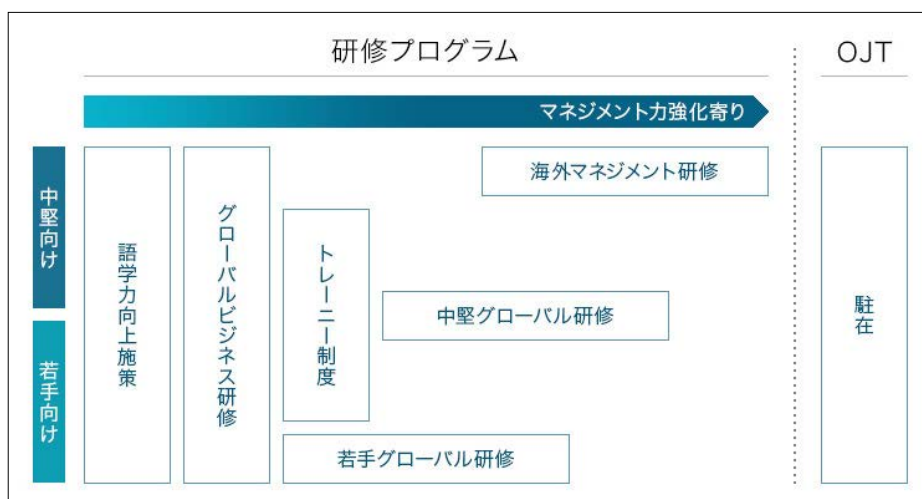 研修プログラム
OJT
マネジメント力強化寄り
中堅向け
若手向け
語学力向上施策
グローバルビジネス研修
トレーニー制度
海外マネジメント研修
中堅グローバル研修
若手グローバル研修
駐在